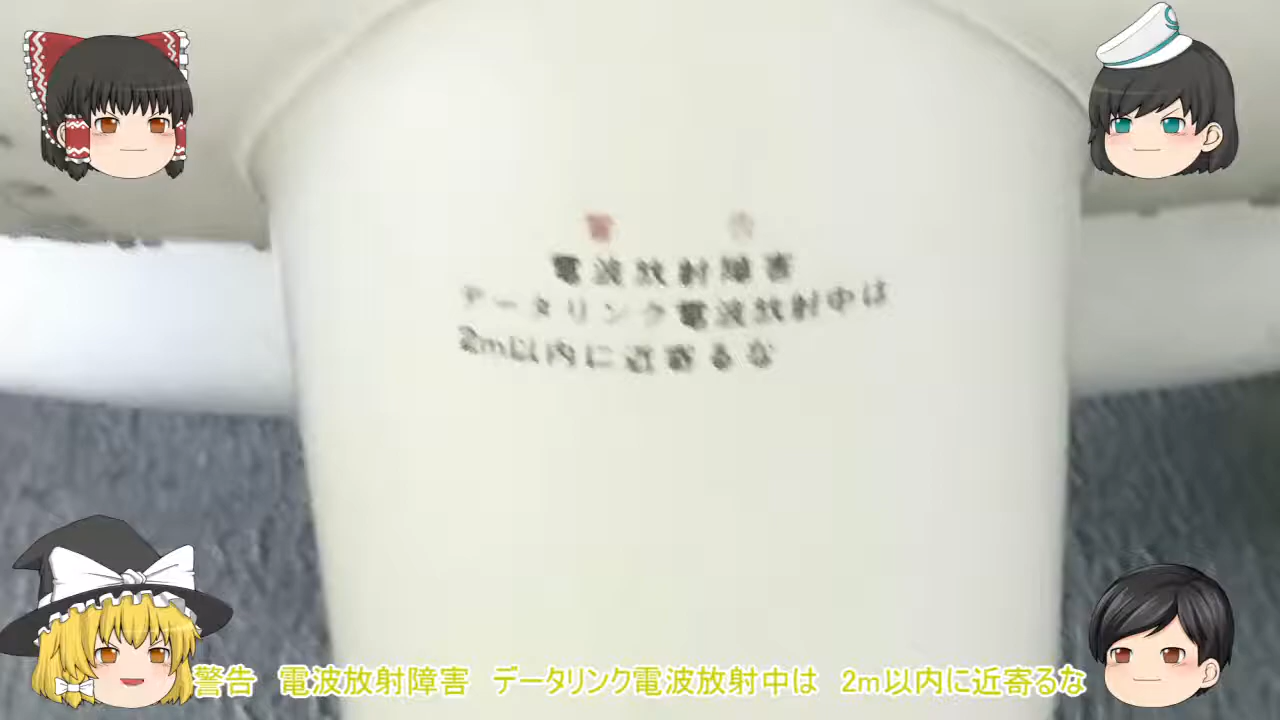 警告
電波放射障害
データリンク電波放射中は
2m以内に近寄るな
警告 電波放射障害 データリンク電波放射中は 2m以内に近寄るな